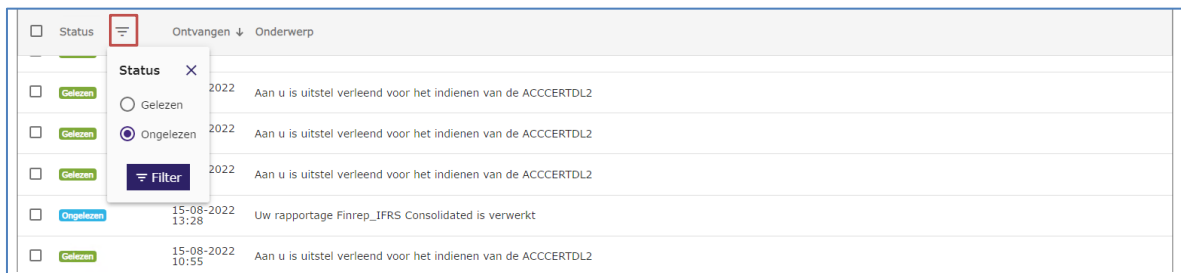 Status Ontvangen ↓ Onderwerp
Status ×
Gelezen 2022 Aan u is uitstel verleend voor het indienen van de ACCCERTDL2
Gelezen
Gelezen 2022 Aan u is uitstel verleend voor het indienen van de ACCCERTDL2
Ongelezen
Gelezen 2022 Aan u is uitstel verleend voor het indienen van de ACCCERTDL2
Filter
Ongelezen 15-08-2022 13:28 Uw rapportage Finrep_IFRS Consolidated is verwerkt
Gelezen 15-08-2022 10:55 Aan u is uitstel verleend voor het indienen van de ACCCERTDL2